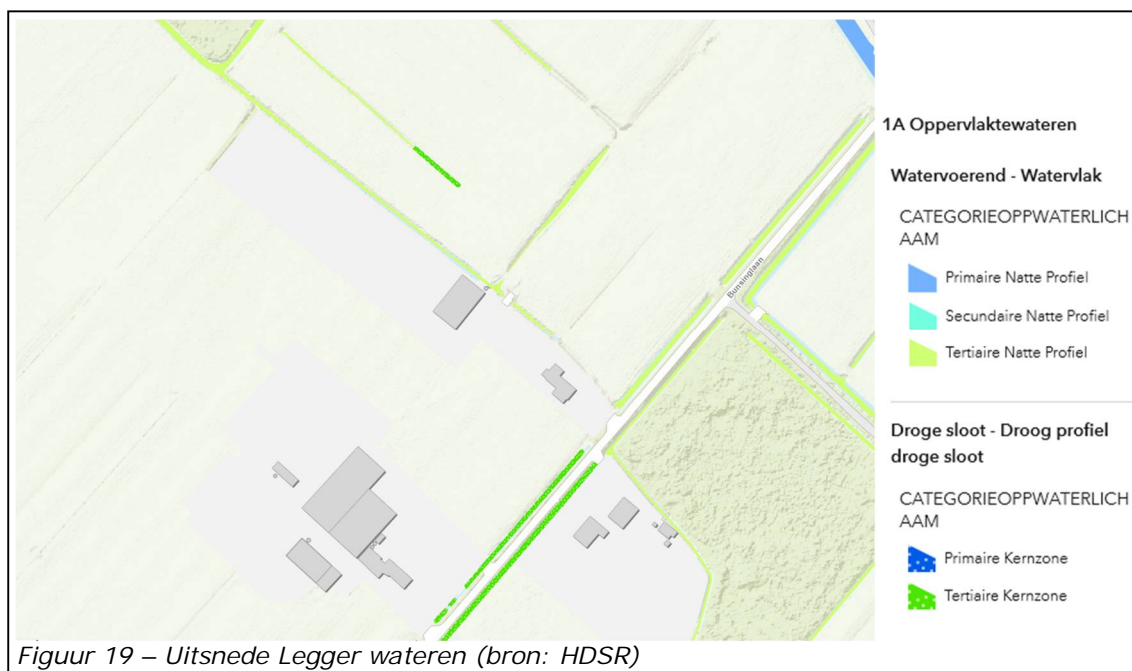 Bunsinglaan
1A Oppervlaktewateren
Watervoerend - Watervlak
CATEGORIEOPPWATERLICH
AAM
Primaire Natte Profiel
Secundaire Natte Profiel
Tertiaire Natte Profiel
Droge sloot - Droog profiel
droge sloot
CATEGORIEOPPWATERLICH
AAM
Primaire Kernzone
Tertiaire Kernzone
Figuur 19 – Uitsnede Legger wateren (bron: HDSR)